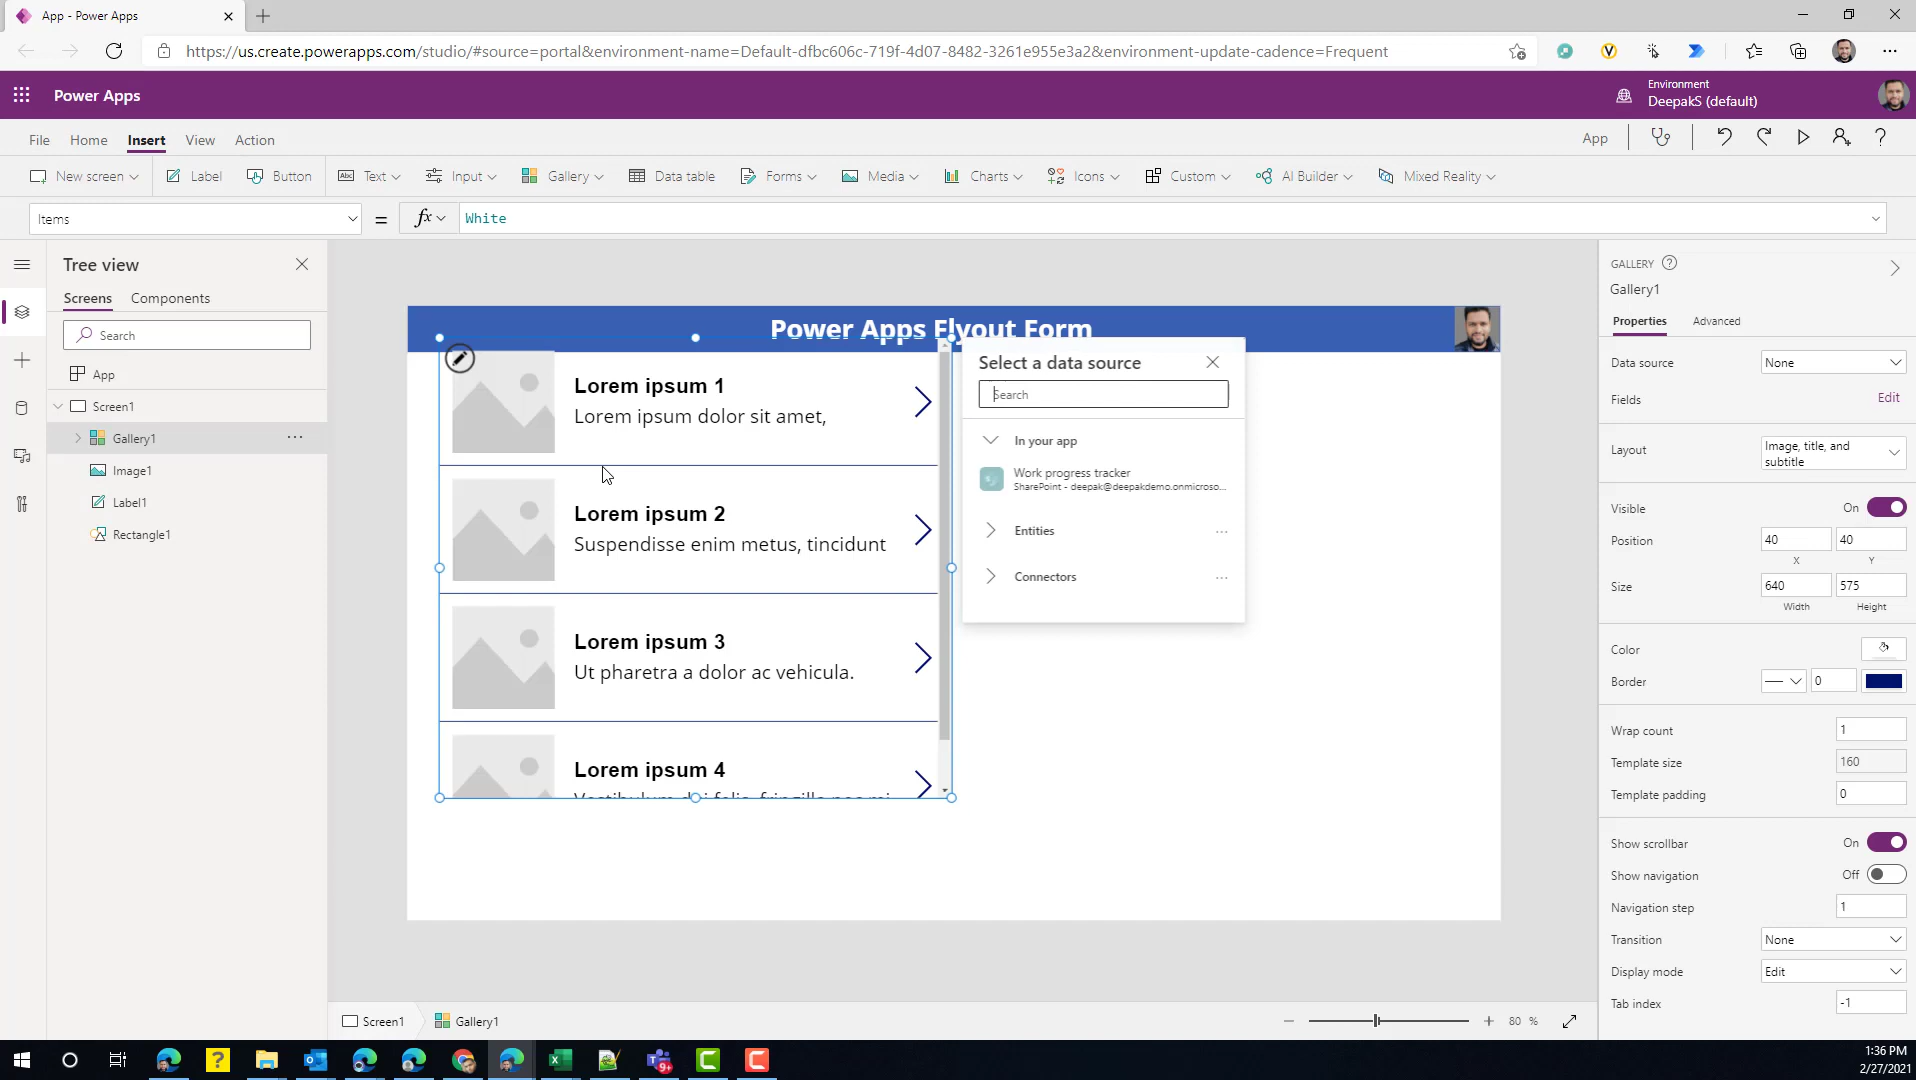 App - Power Apps
https://us.create.powerapps.com/studio/#source=portal&environment-name=Default-dfbc606c-719f-4d07-8482-3261e955e3a2&environment-update-cadence=Frequent
Power Apps
Environment
DeepakS (default)
File Home Insert View Action
App
New screen Label Button Text Input Gallery Data table Forms Media Charts Icons Custom AI Builder Mixed Reality
Items = fx White
Tree view
Screens Components
Search
App
Screen1
Gallery1
Image1
Label1
Rectangle1
Power Apps Flyout Form
Lorem ipsum 1
Lorem ipsum dolor sit amet,
Lorem ipsum 2
Suspendisse enim metus, tincidunt
Lorem ipsum 3
Ut pharetra a dolor ac vehicula.
Lorem ipsum 4
Select a data source
Search
In your app
Work progress tracker
SharePoint - deepak@deepakdemo.onmicroso...
Entities
Connectors
GALLERY
Gallery1
Properties Advanced
Data source None
Fields Edit
Layout Image, title, and subtitle
Visible On
Position 40 40
X Y
Size 640 575
Width Height
Color
Border 0
Wrap count 1
Template size 160
Template padding 0
Show scrollbar On
Show navigation Off
Navigation step 1
Transition None
Display mode Edit
Tab index -1
Screen1 Gallery1
80 %
9+
1:36 PM
2/27/2021